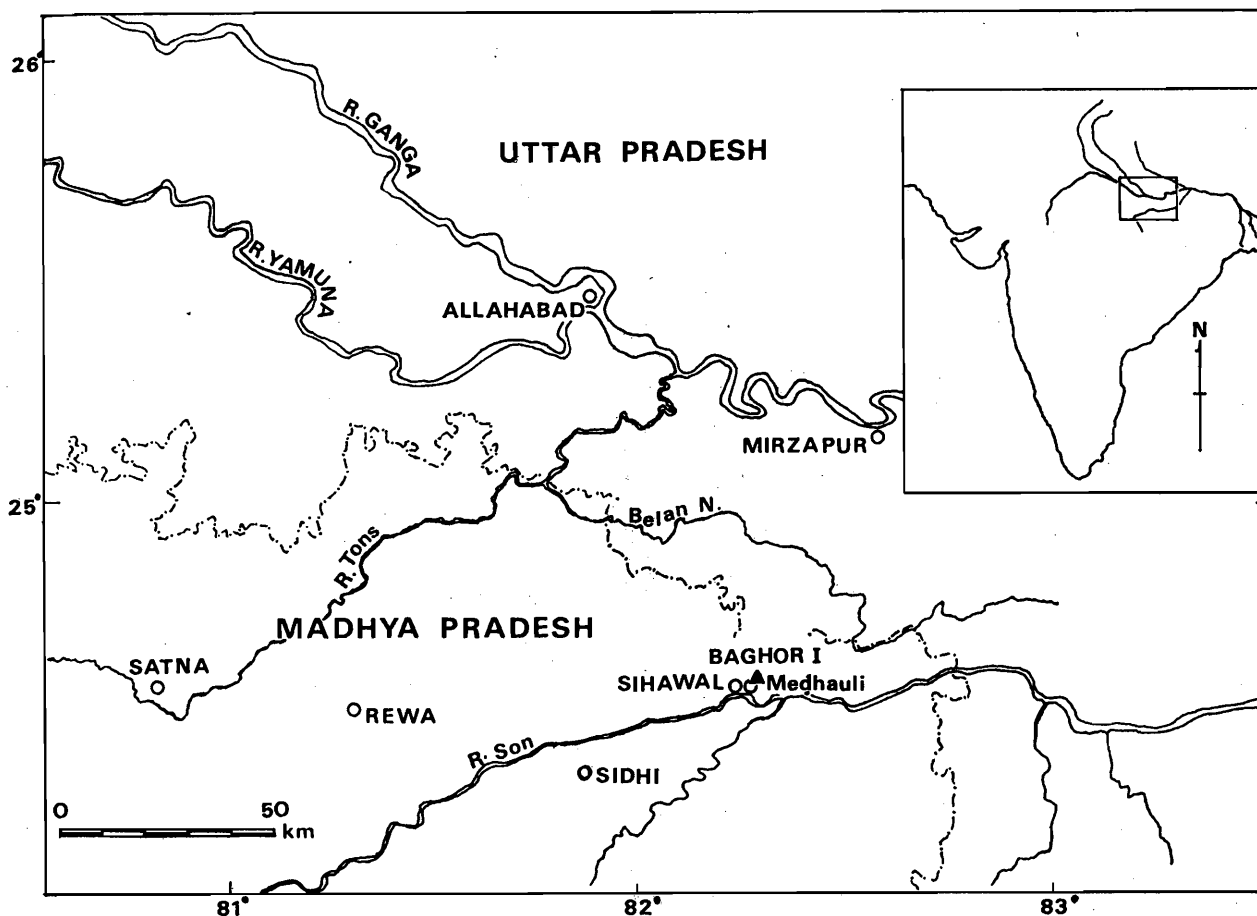 26°
R. GANGA
UTTAR PRADESH
R. YAMUNA
ALLAHABAD
N
MIRZAPUR
25°
Belan N.
R. Tons
MADHYA PRADESH
SATNA
BAGHOR I
SIHAWAL
Medhauli
REWA
R. Son
SIDHI
0 50
km
81° 82 83